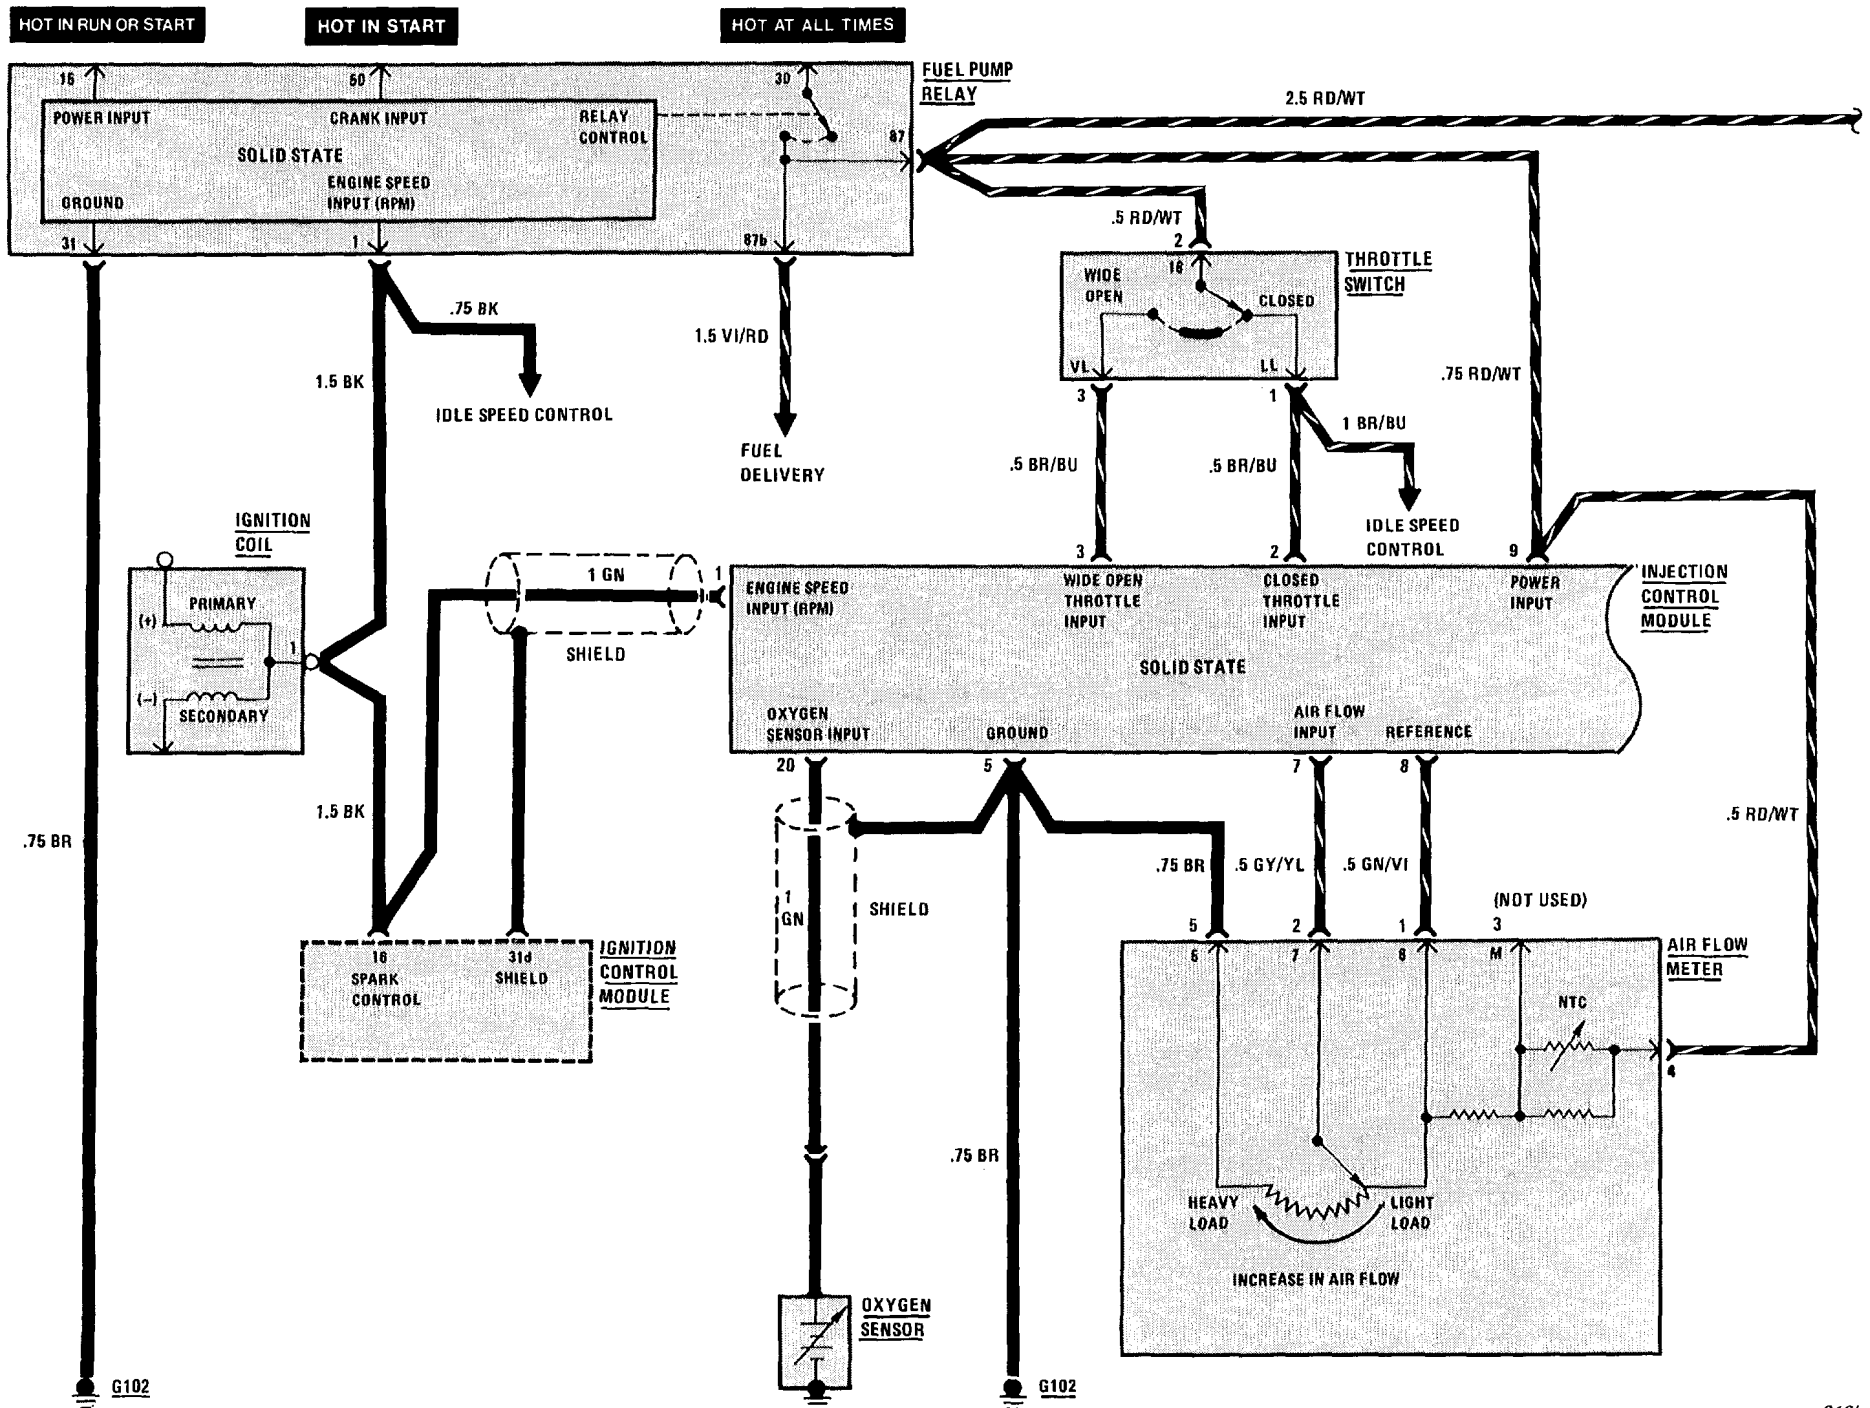 HOT IN RUN OR START
HOT IN START
HOT AT ALL TIMES
16
50
30
FUEL PUMP
RELAY
2.5 RD/WT
POWER INPUT
CRANK INPUT
RELAY
CONTROL
87
SOLID STATE
ENGINE SPEED
INPUT (RPM)
GROUND
31
1
87b
.5 RD/WT
2
18
THROTTLE
SWITCH
WIDE
OPEN
CLOSED
VL
LL
3
1
.75 BK
1.5 VI/RD
1.5 BK
IDLE SPEED CONTROL
.75 RD/WT
1 BR/BU
FUEL
DELIVERY
.5 BR/BU
.5 BR/BU
IDLE SPEED
CONTROL
IGNITION
COIL
3
2
9
1 GN
1
PRIMARY
(+)
1
(-)
SECONDARY
SHIELD
ENGINE SPEED
INPUT (RPM)
WIDE OPEN
THROTTLE
INPUT
CLOSED
THROTTLE
INPUT
POWER
INPUT
INJECTION
CONTROL
MODULE
SOLID STATE
OXYGEN
SENSOR INPUT
GROUND
AIR FLOW
INPUT
REFERENCE
20
5
7
8
1.5 BK
.75 BR
.5 RD/WT
.75 BR
.5 GY/YL
.5 GN/VI
1
GN
SHIELD
(NOT USED)
5
2
1
3
6
7
8
M
AIR FLOW
METER
16
SPARK
CONTROL
31d
SHIELD
IGNITION
CONTROL
MODULE
NTC
4
.75 BR
HEAVY
LOAD
LIGHT
LOAD
INCREASE IN AIR FLOW
OXYGEN
SENSOR
G102
G102